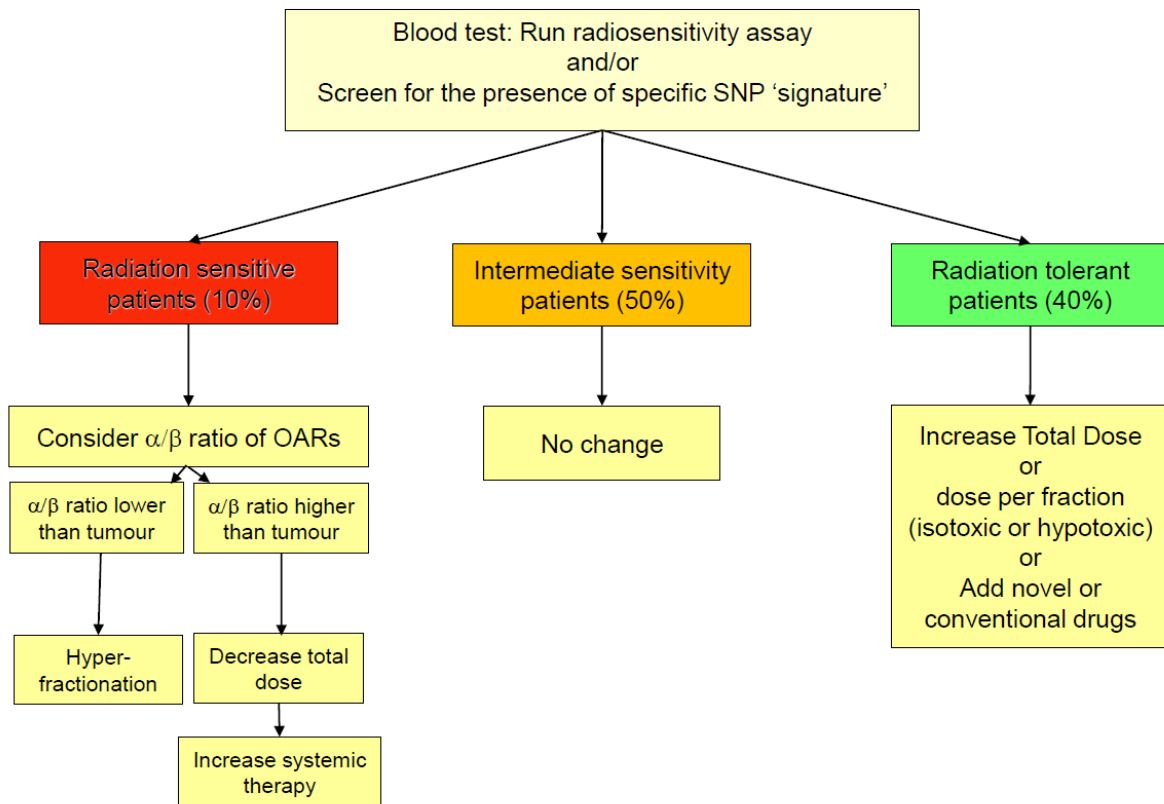 Blood test: Run radiosensitivity assay
and/or
Screen for the presence of specific SNP ‘signature’
Radiation sensitive
patients (10%)
Intermediate sensitivity
patients (50%)
Radiation tolerant
patients (40%)
Consider α/β ratio of OARs
No change
Increase Total Dose
or
dose per fraction
(isotoxic or hypotoxic)
or
Add novel or
conventional drugs
α/β ratio lower
than tumour
α/β ratio higher
than tumour
Hyper-
fractionation
Decrease total
dose
Increase systemic
therapy